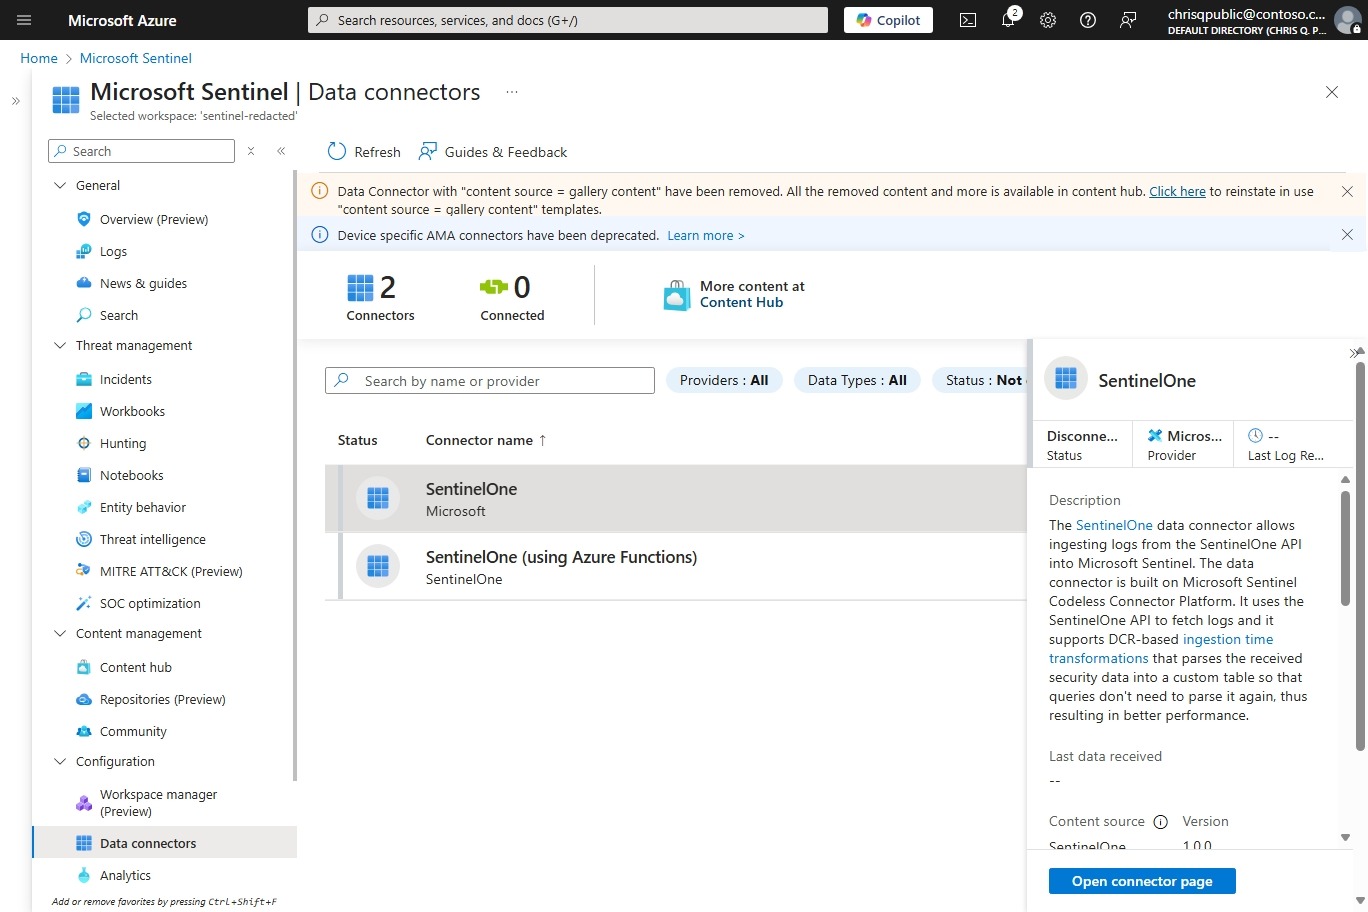 Microsoft Azure
Search resources, services, and docs (G+/)
Copilot
2
chrisqpublic@contoso.c...
DEFAULT DIRECTORY (CHRIS Q. P...
Home > Microsoft Sentinel
Microsoft Sentinel | Data connectors ...
Selected workspace: 'sentinel-redacted'
Search
General
Overview (Preview)
Logs
News & guides
Search
Threat management
Incidents
Workbooks
Hunting
Notebooks
Entity behavior
Threat intelligence
MITRE ATT&CK (Preview)
SOC optimization
Content management
Content hub
Repositories (Preview)
Community
Configuration
Workspace manager
(Preview)
Data connectors
Analytics
Add or remove favorites by pressing Ctrl+Shift+F
Refresh
Guides & Feedback
Data Connector with "content source = gallery content" have been removed. All the removed content and more is available in content hub. Click here to reinstate in use
"content source = gallery content" templates.
Device specific AMA connectors have been deprecated. Learn more >
2
Connectors
0
Connected
More content at
Content Hub
Search by name or provider
Providers : All
Data Types : All
Status : Not
Status
Connector name ↑
SentinelOne
Microsoft
SentinelOne (using Azure Functions)
SentinelOne
SentinelOne
Disconne...
Status
Micros...
Provider
--
Last Log Re...
Description
The SentinelOne data connector allows
ingesting logs from the SentinelOne API
into Microsoft Sentinel. The data
connector is built on Microsoft Sentinel
Codeless Connector Platform. It uses the
SentinelOne API to fetch logs and it
supports DCR-based ingestion time
transformations that parses the received
security data into a custom table so that
queries don't need to parse it again, thus
resulting in better performance.
Last data received
--
Content source
SentinelOne
Version
1.0.0
Open connector page